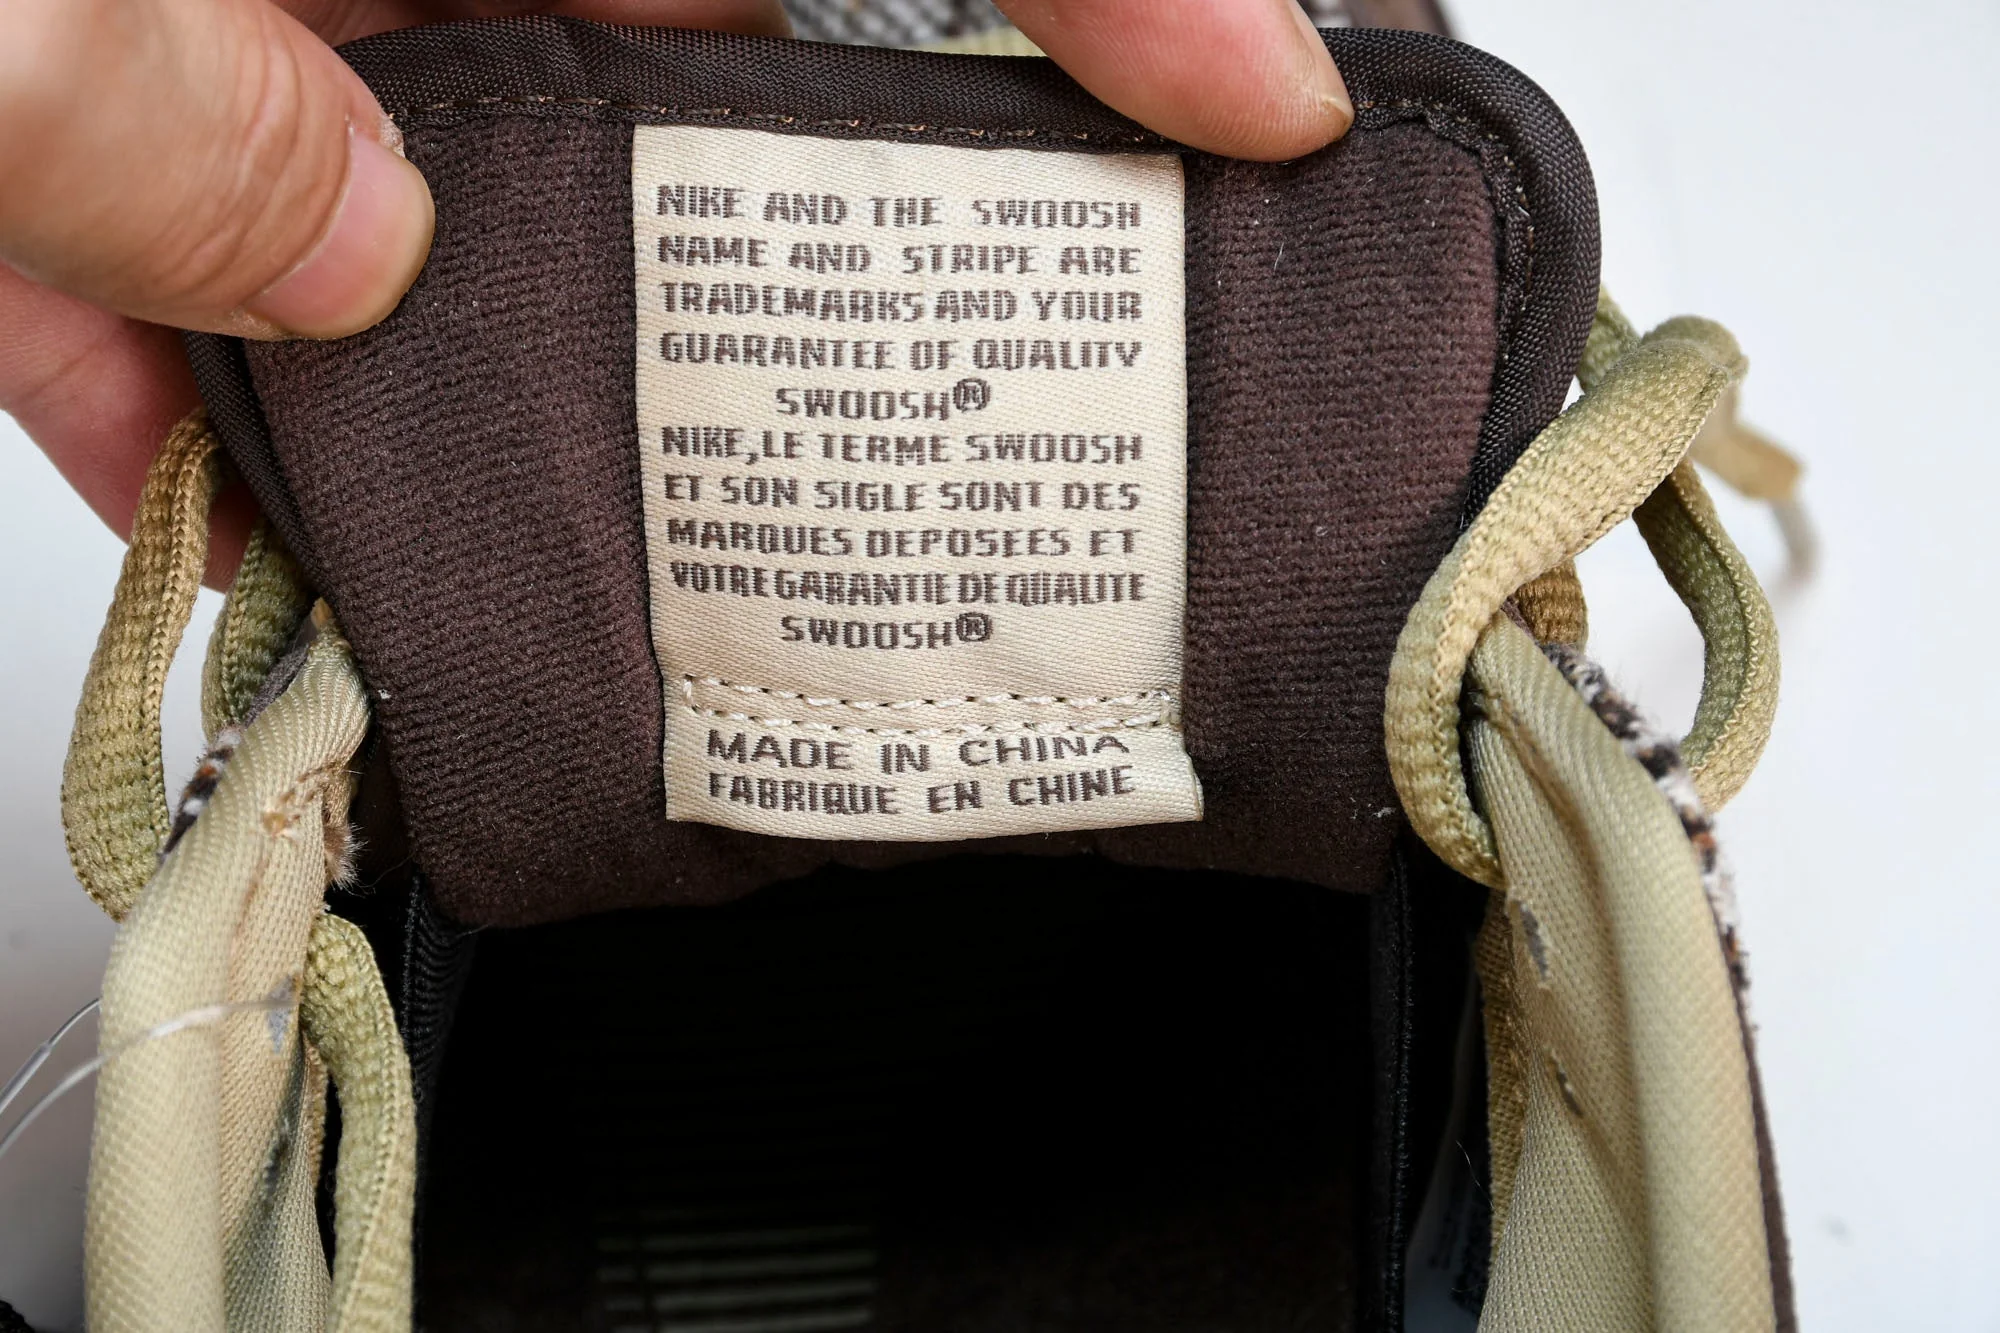 NIKE AND THE SWOOSH
NAME AND STRIPE ARE
TRADEMARKS AND YOUR
GUARANTEE OF QUALITY
SWOOSH®
NIKE, LE TERME SWOOSH
ET SON SIGLE SONT DES
MARQUES DEPOSEES ET
VOTRE GARANTIE DE QUALITE
SWOOSH®
MADE IN CHINA
FABRIQUE EN CHINE